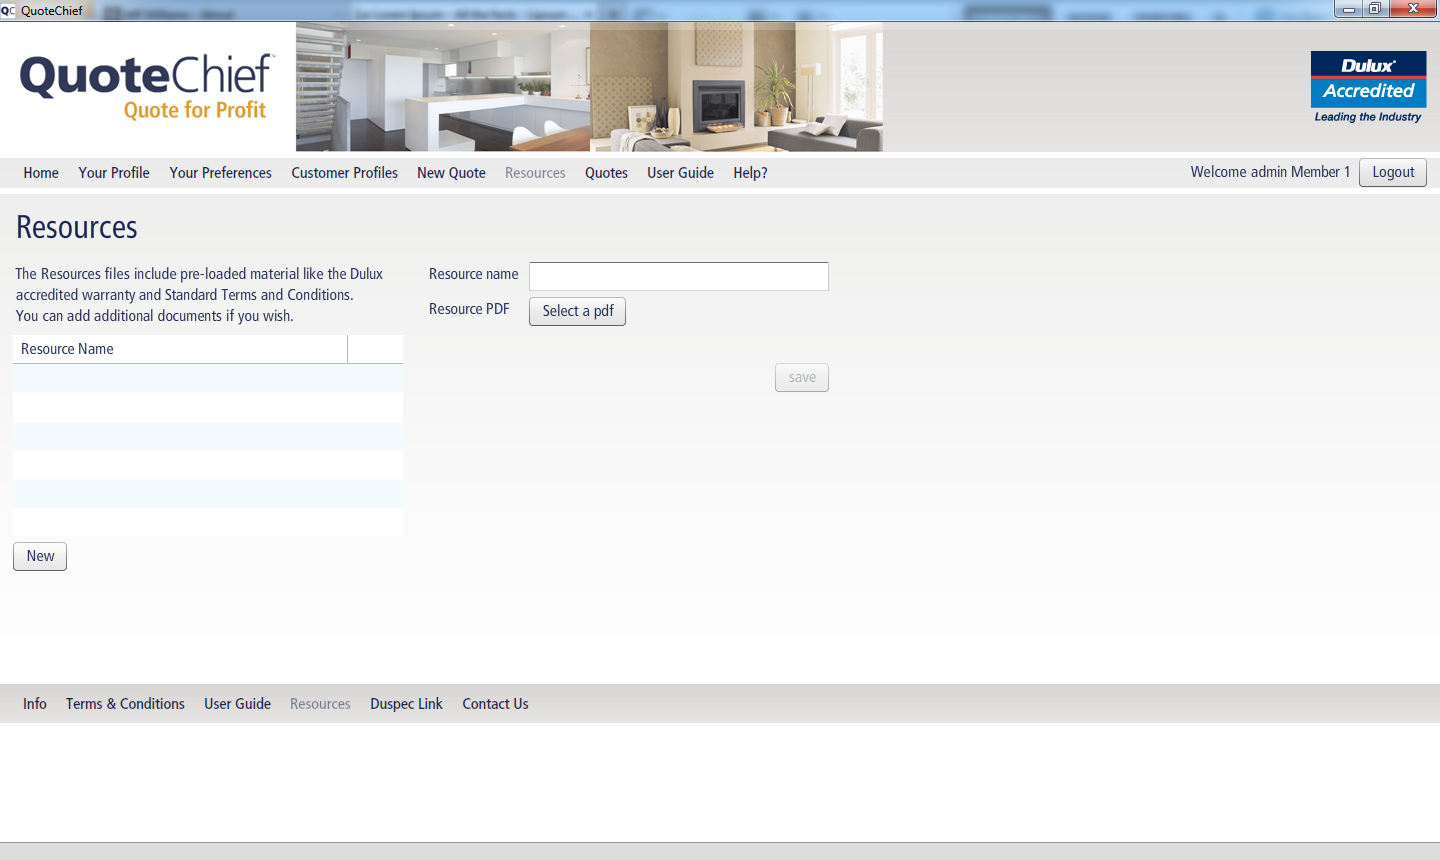 QuoteChief
QuoteChief™
Quote for Profit
Dulux
Accredited
Leading the Industry
Home Your Profile Your Preferences Customer Profiles New Quote Resources Quotes User Guide Help?
Welcome admin Member 1 Logout
Resources
The Resources files include pre-loaded material like the Dulux
accredited warranty and Standard Terms and Conditions.
You can add additional documents if you wish.
Resource Name
New
Resource name
Resource PDF Select a pdf
save
Info Terms & Conditions User Guide Resources Duspec Link Contact Us